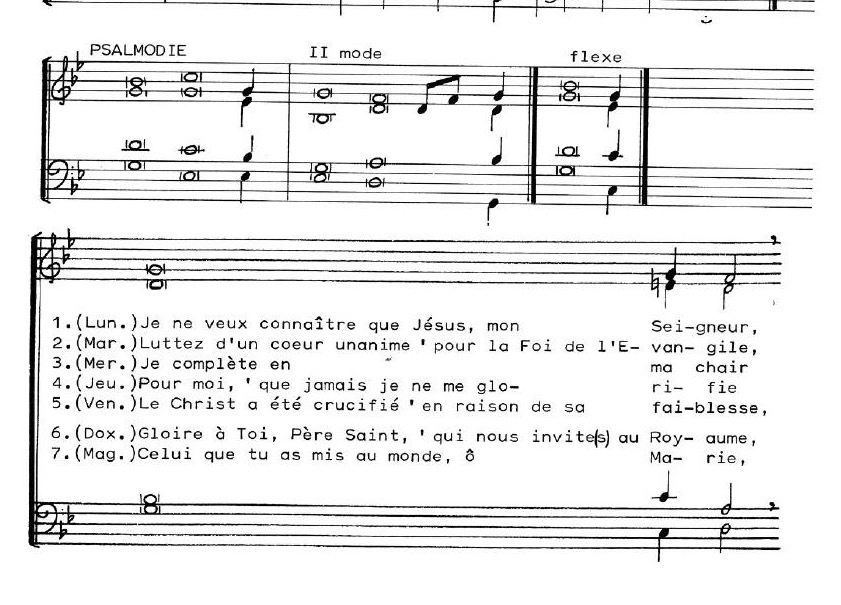 PSALMODIE II mode flexe
1.(Lun.)Je ne veux connaître que Jésus, mon Sei-gneur,
2.(Mar.)Luttez d'un coeur unanime ' pour la Foi de l'E- van- gile,
3.(Mer.)Je complète en ma chair
4.(Jeu.)Pour moi, ' que jamais je ne me glo- ri- fie
5.(Ven.)Le Christ a été crucifié ' en raison de sa fai-blesse,
6.(Dox.)Gloire à Toi, Père Saint, ' qui nous invite(s) au Roy- aume,
7.(Mag.)Celui que tu as mis au monde, ô Ma- rie,